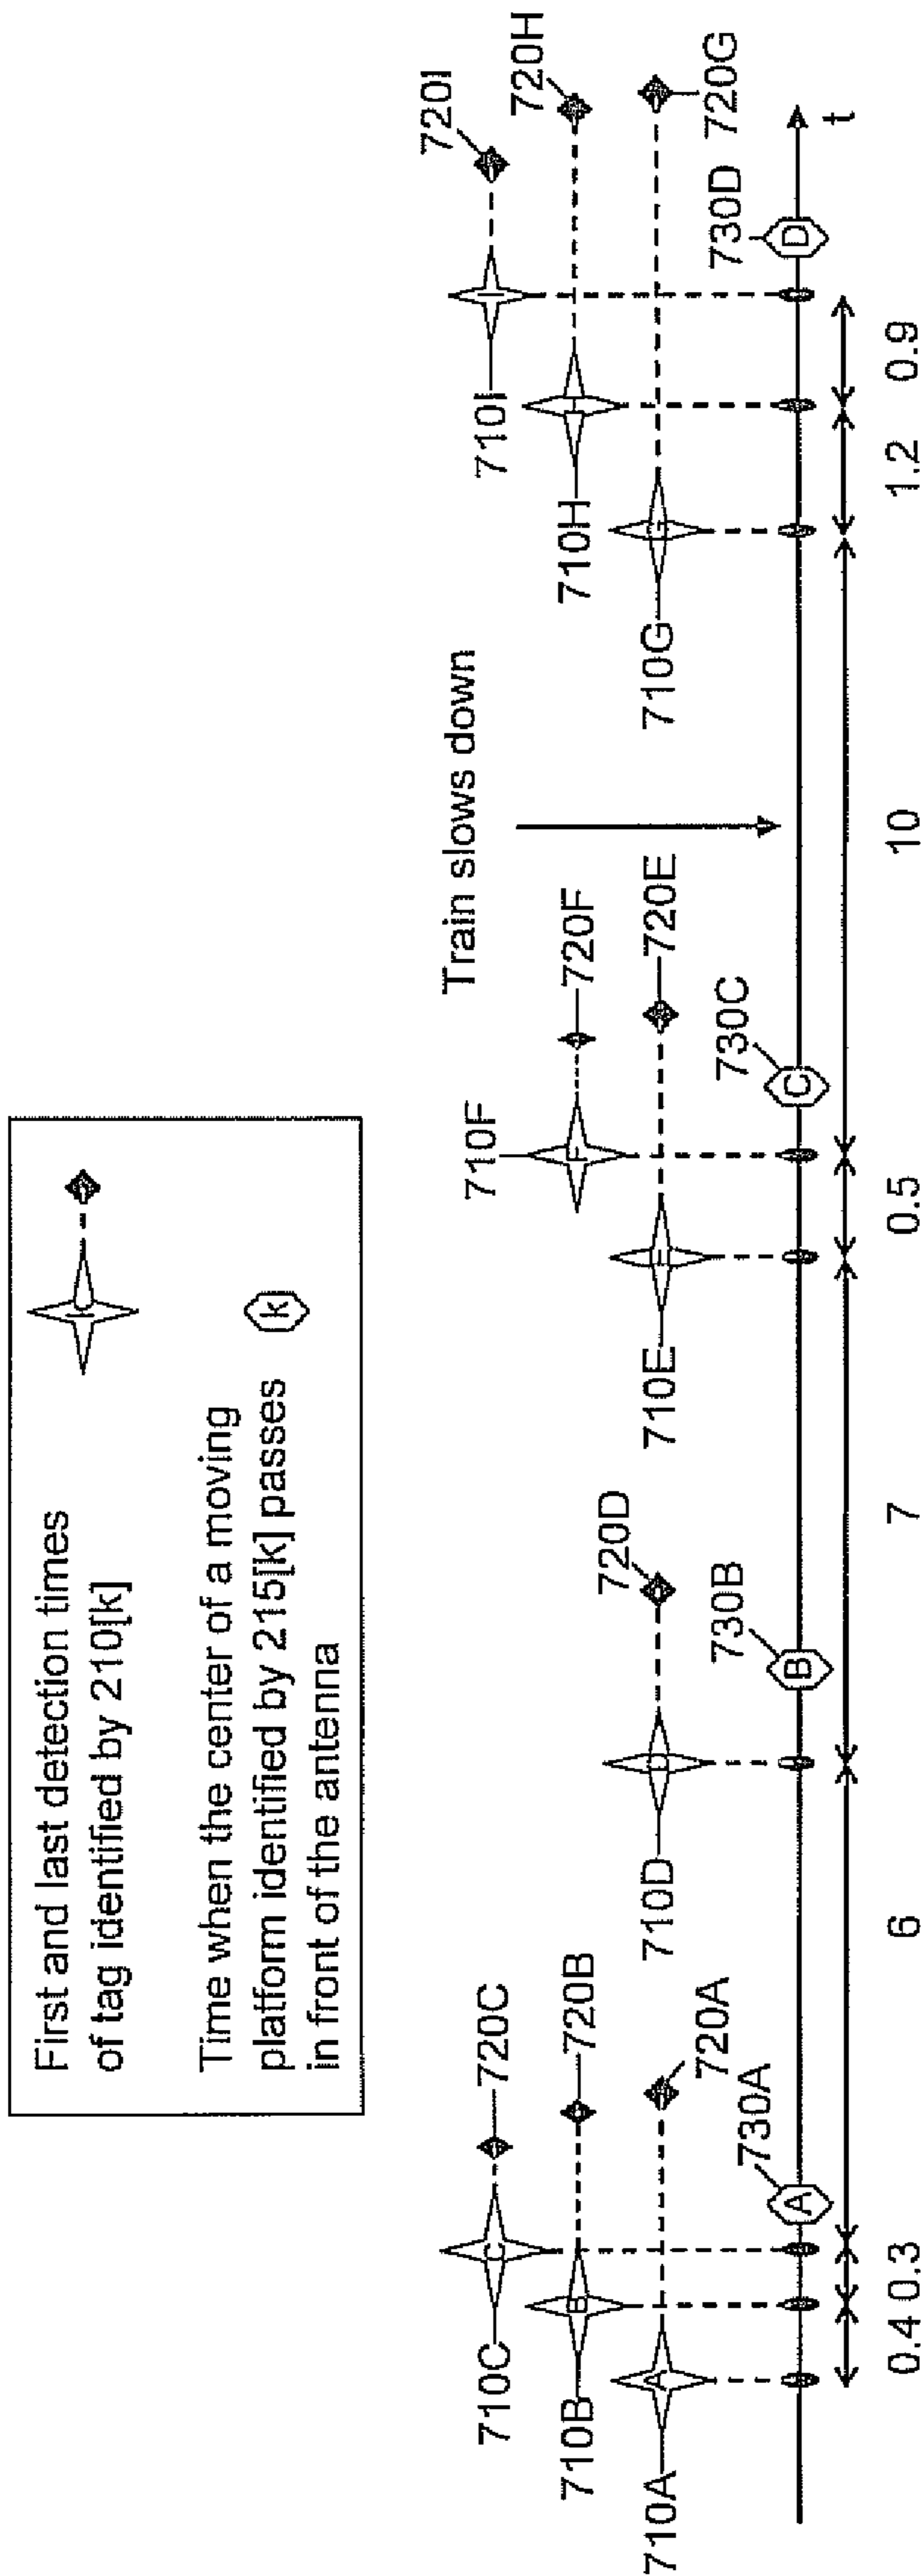 First and last detection times
of tag identified by 210[k]
k
Time when the center of a moving
platform identified by 215[k] passes
in front of the antenna
k
Train slows down
710C
C
720C
710F
F
720F
710I
I
720I
710B
B
720B
710H
H
720H
710A
A
720A
710D
D
720D
710E
E
720E
710G
G
720G
730A
A
730B
B
730C
C
730D
D
t
0.4 0.3 6 7 0.5 10 1.2 0.9